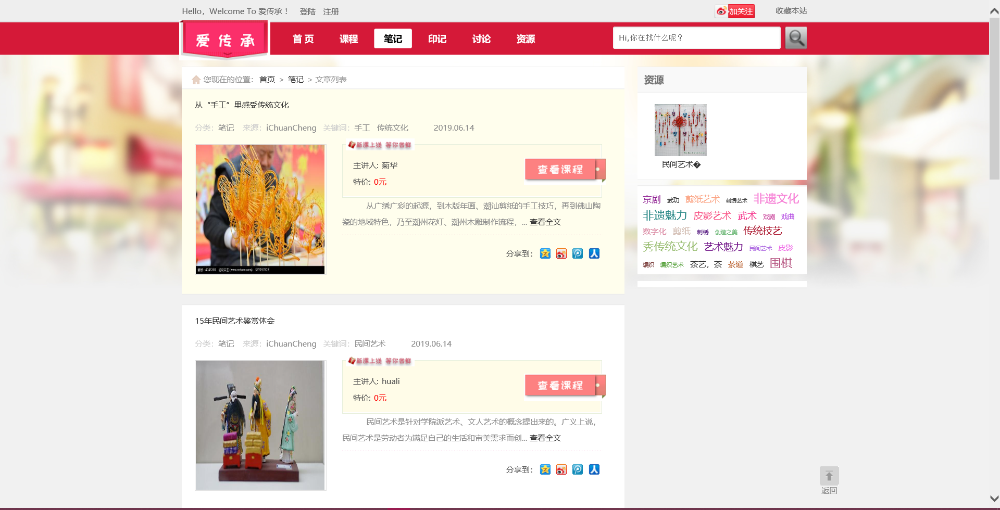 Hello，Welcome To 爱传承！ 登陆 注册
加关注 收藏本站
爱传承 首 页 课程 笔记 印记 讨论 资源
Hi,你在找什么呢？
您现在的位置： 首页 > 笔记 > 文章列表
从“手工”里感受传统文化
分类：笔记 来源：iChuanCheng 关键词：手工 传统文化 2019.06.14
新课上线 等你尝鲜
主讲人: 菊华
特价: 0元
查看课程
从广绣广彩的起源，到木版年画、潮汕剪纸的手工技巧，再到佛山陶
瓷的地域特色，乃至潮州花灯、潮州木雕制作流程，... 查看全文
编号：4045268 红动中国 (www.redocn.com) SSY197827
分享到：
15年民间艺术鉴赏体会
分类：笔记 来源：iChuanCheng 关键词：民间艺术 2019.06.14
新课上线 等你尝鲜
主讲人: huali
特价: 0元
查看课程
民间艺术是针对学院派艺术、文人艺术的概念提出来的。广义上说，
民间艺术是劳动者为满足自己的生活和审美需求而创... 查看全文
分享到：
资源
民间艺术�
京剧 武功 剪纸艺术 刺绣艺术 非遗文化
非遗魅力 皮影艺术 武术 戏剧 戏曲
数字化 剪纸 刺绣 创造之美 传统技艺
秀传统文化 艺术魅力 民间艺术 皮影
编织 编织艺术 茶艺，茶 茶道 棋艺 围棋
返回